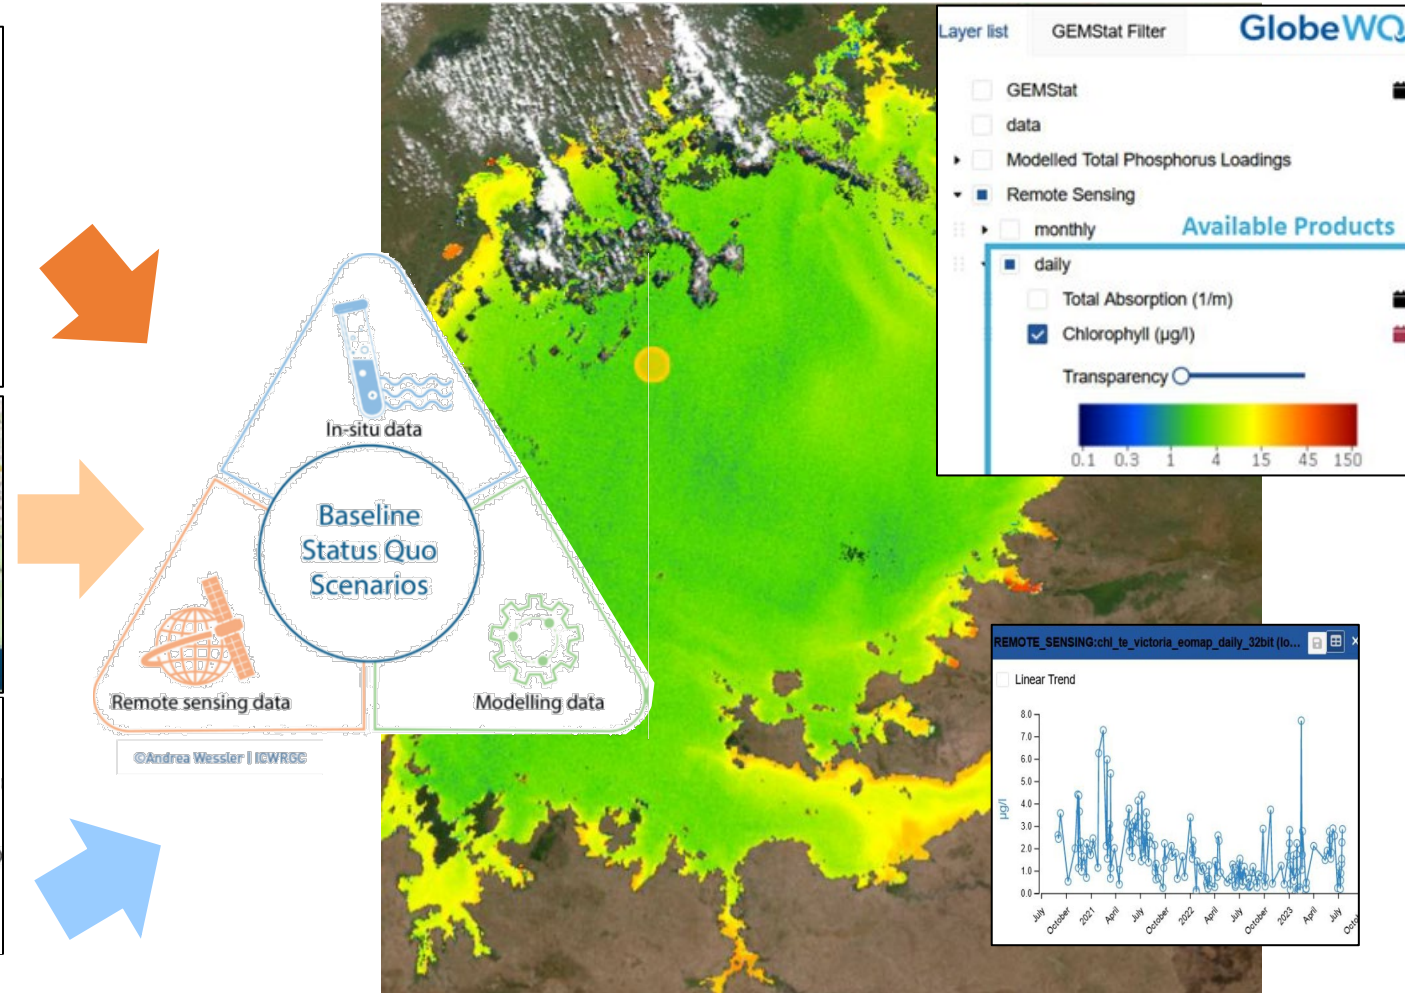 Layer list
GEMStat Filter
GlobeWQ
GEMStat
data
Modelled Total Phosphorus Loadings
Remote Sensing
monthly
Available Products
daily
Total Absorption (1/m)
Chlorophyll (µg/l)
Transparency
0.1 0.3 1 4 15 45 150
In-situ data
Baseline
Status Quo
Scenarios
Remote sensing data
Modelling data
©Andrea Wessler | ICWRGC
REMOTE_SENSING:chl_te_victoria_eomap_daily_32bit (lo...
Linear Trend
µg/l
8.0
7.0
6.0
5.0
4.0
3.0
2.0
1.0
0.0
July October 2021 April July October 2022 April July October 2023 April July Octo